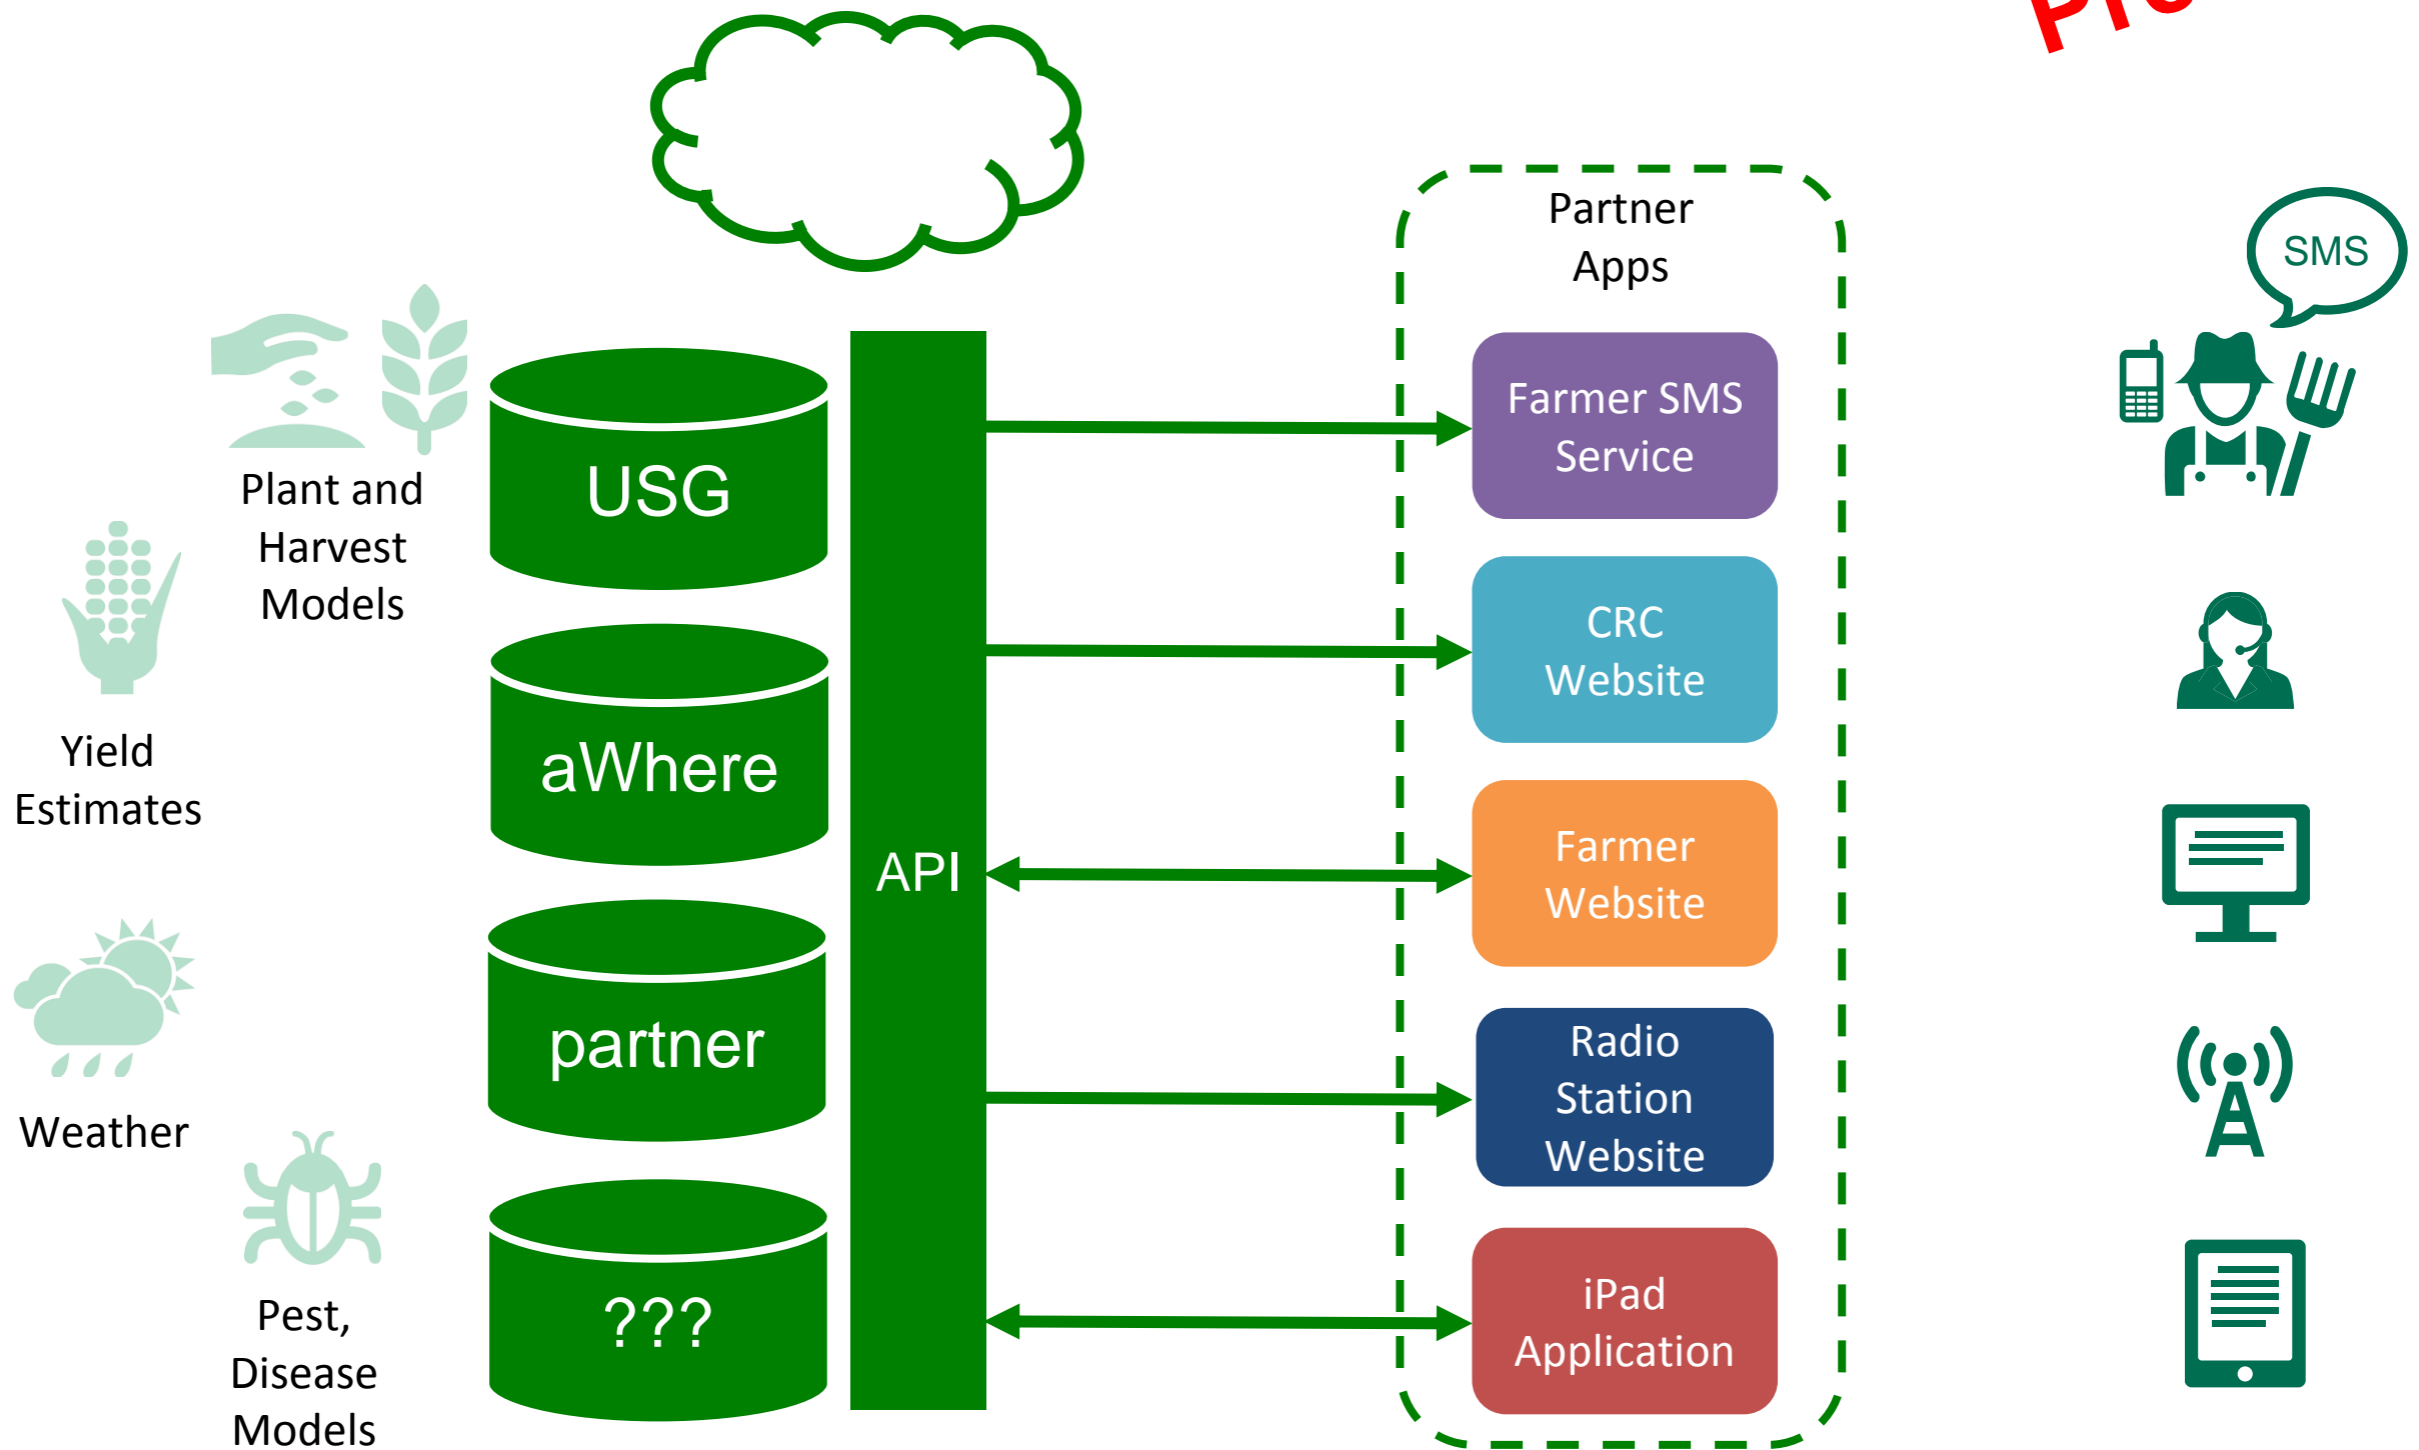 Partner
Apps
SMS
Plant and
Harvest
Models
Yield
Estimates
Weather
Pest,
Disease
Models
USG
aWhere
partner
???
API
Farmer SMS
Service
CRC
Website
Farmer
Website
Radio
Station
Website
iPad
Application